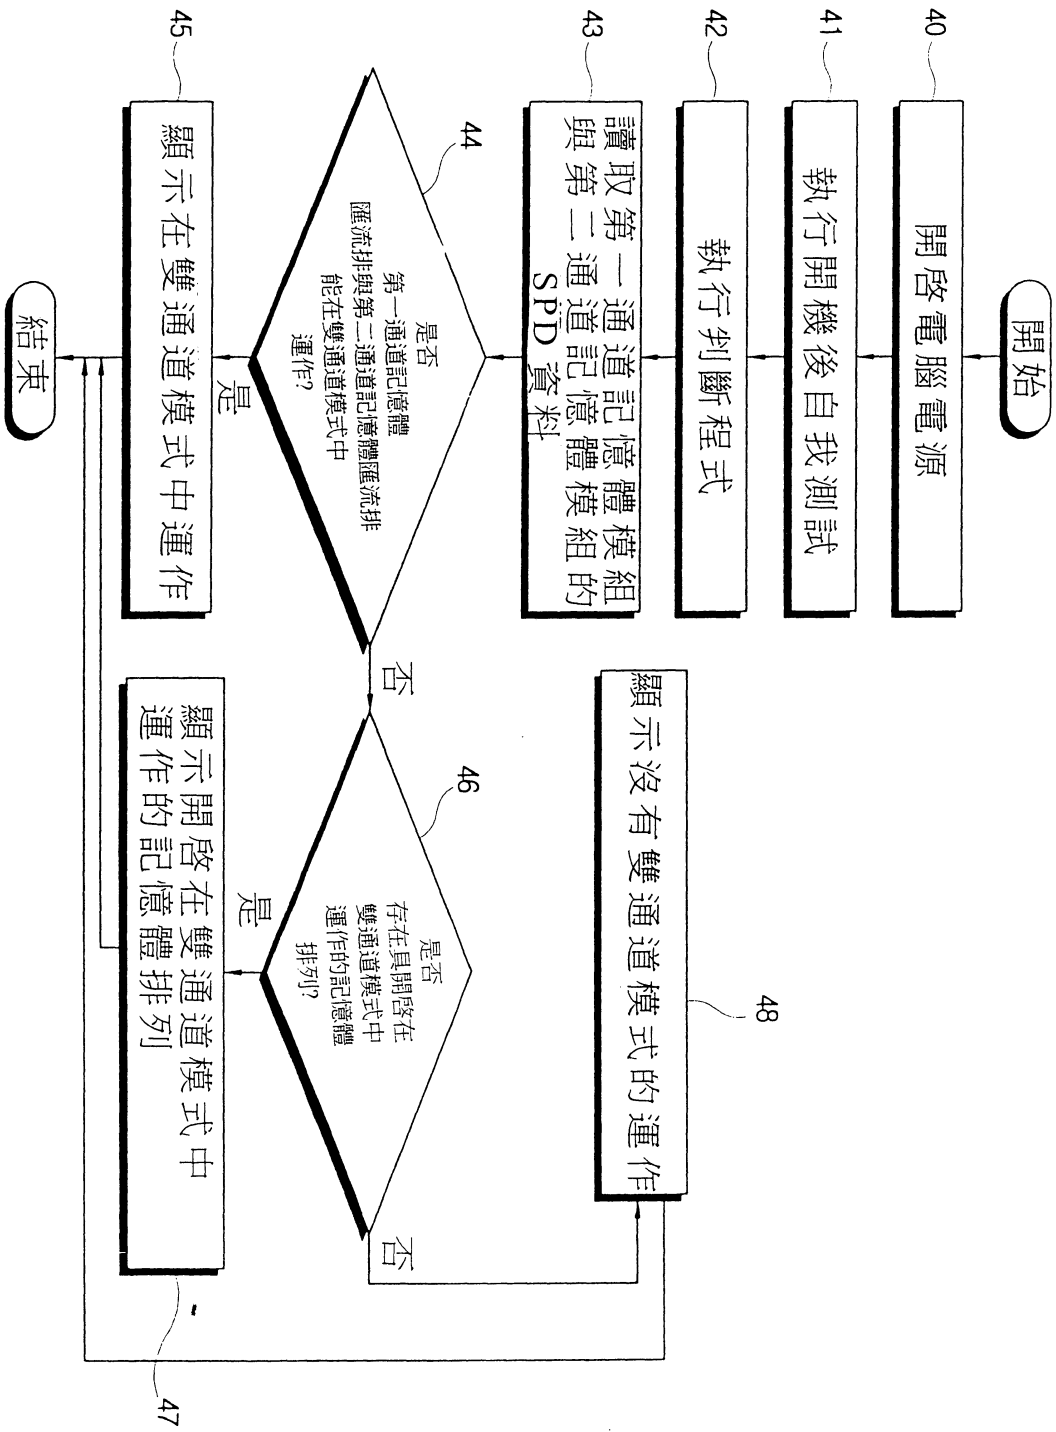 開始
40
開啓電腦電源
41
執行開機後自我測試
42
執行判斷程式
43
讀取第一通道記憶體模組
與第二通道記憶體模組的
SPD 資料
44
是否
第一通道記憶體
匯流排與第二通道記憶體匯流排
能在雙通道模式中
運作?
是
否
45
顯示在雙通道模式中運作
46
是否
存在具開啓在
雙通道模式中
運作的記憶體
排列?
是
否
47
顯示開啓在雙通道模式中
運作的記憶體排列
48
顯示沒有雙通道模式的運作
結束